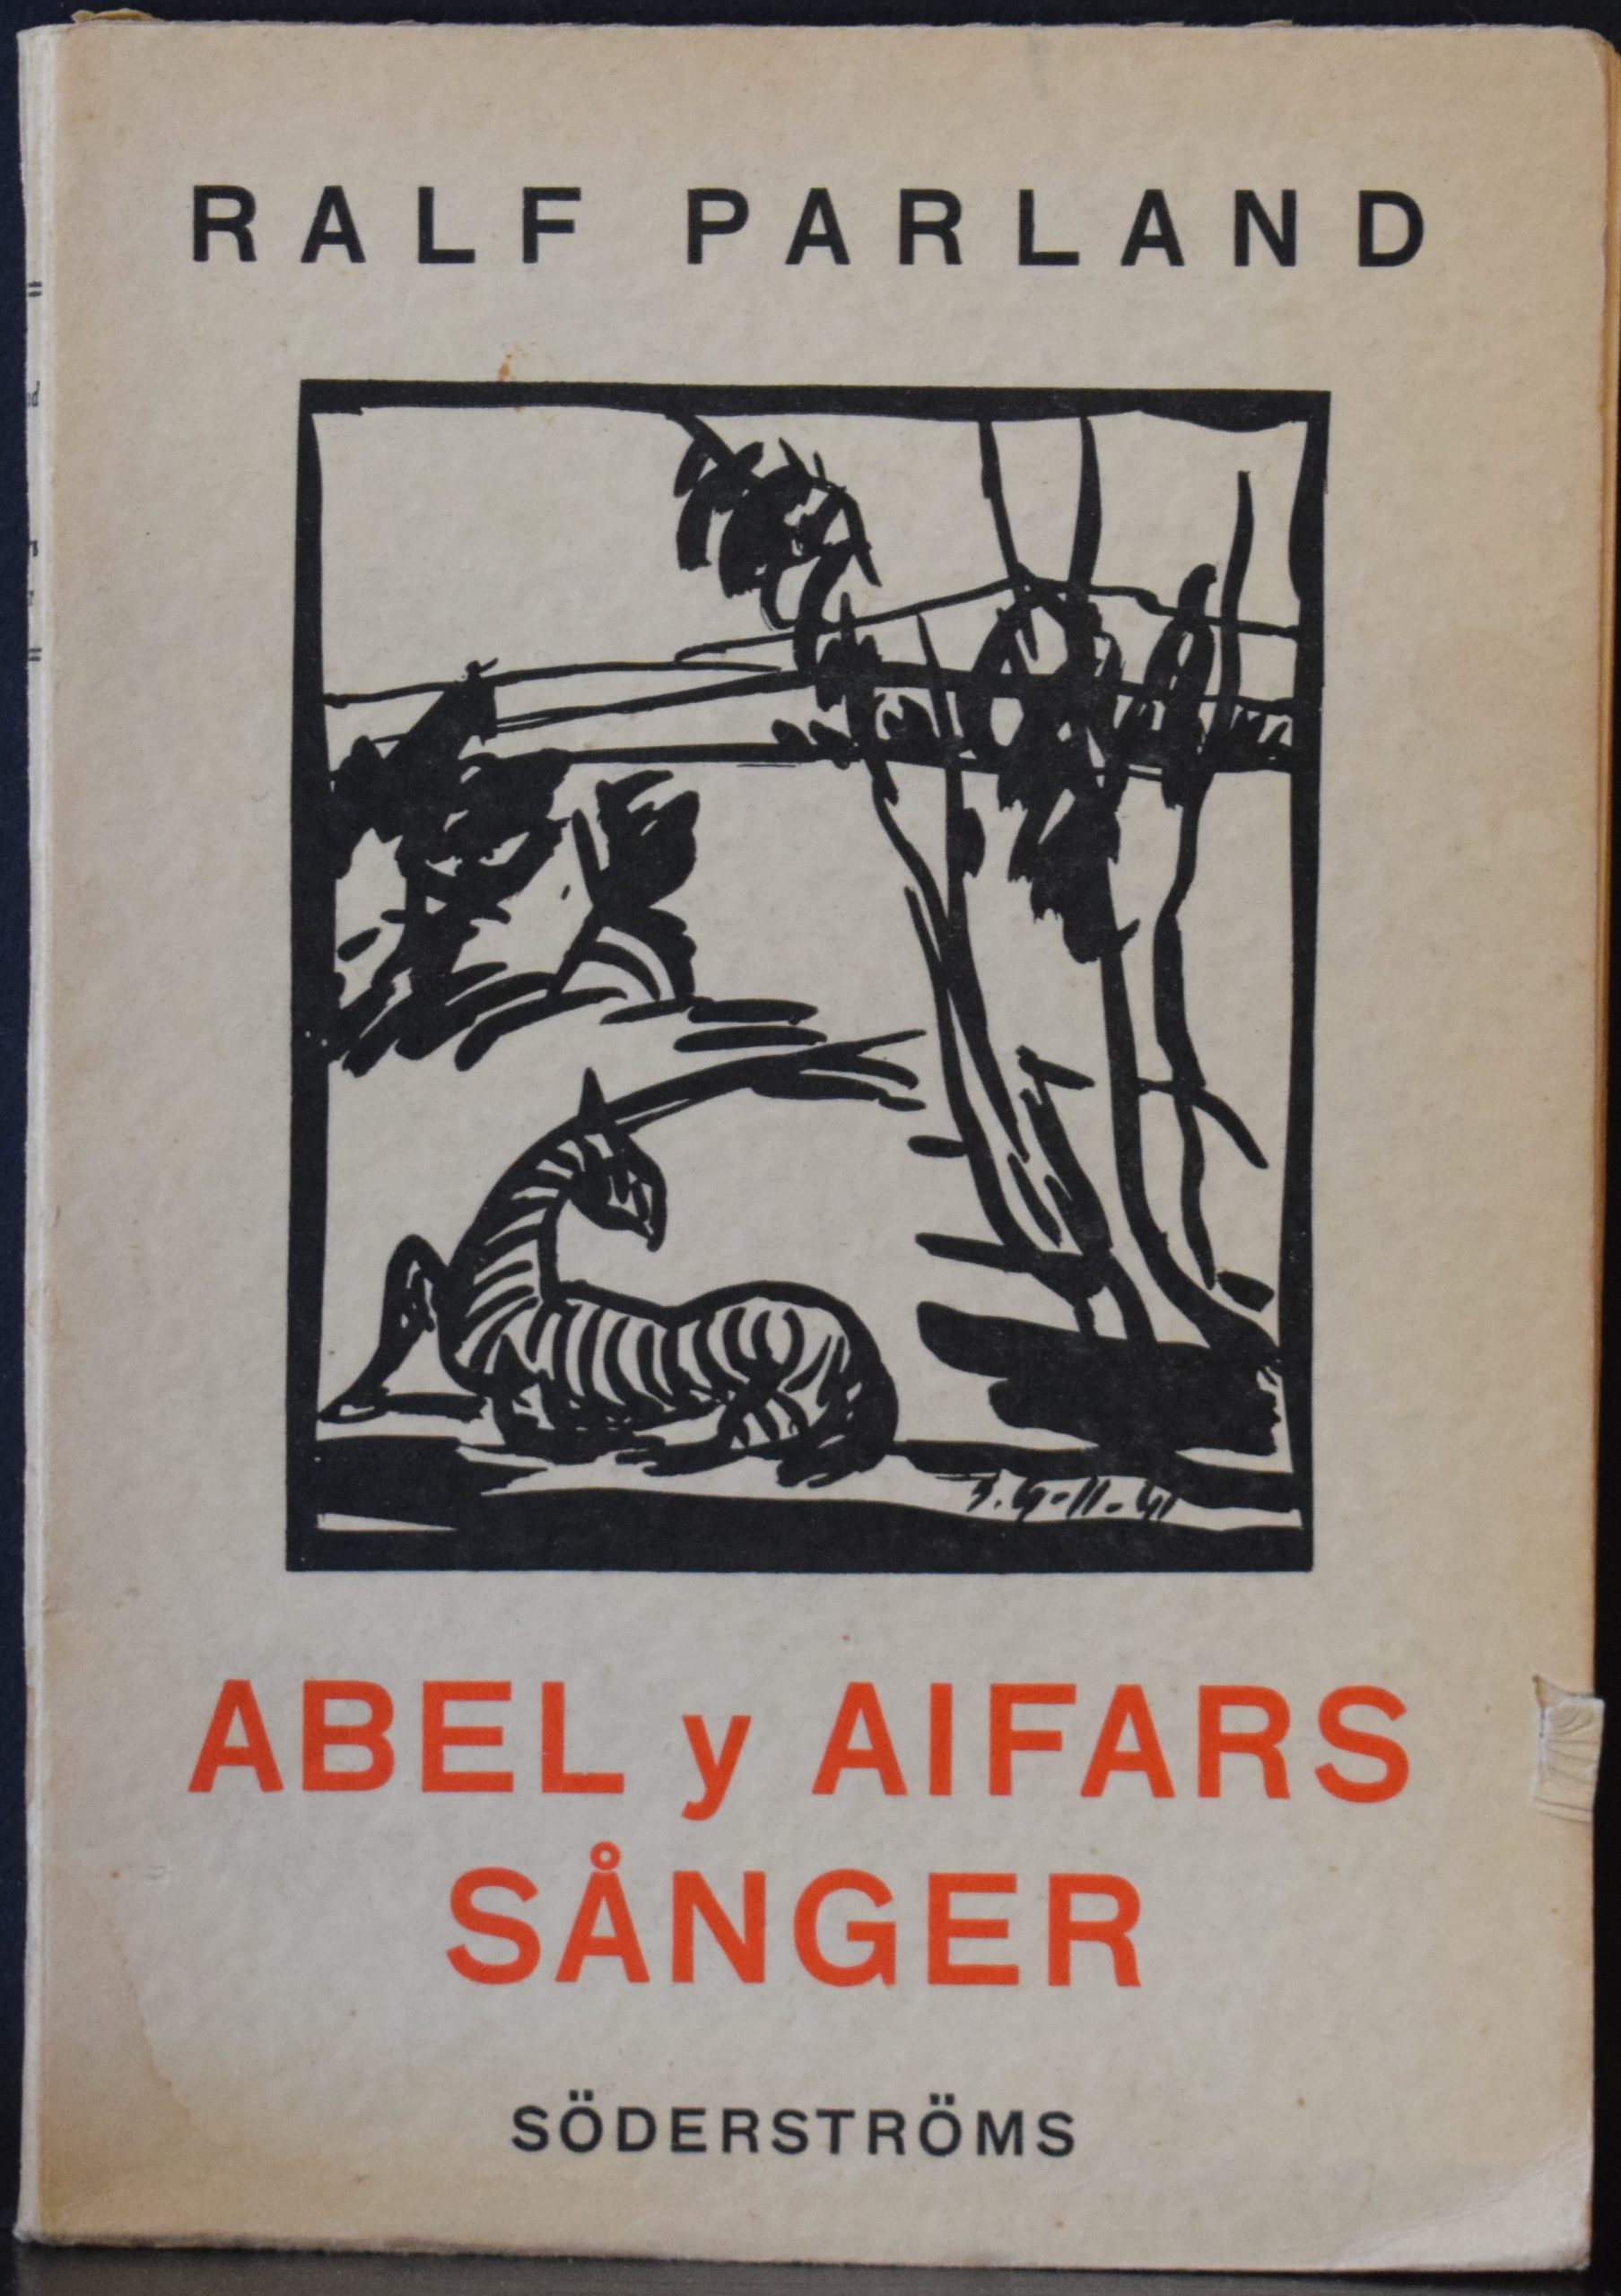 RALF PARLAND
ABEL y AIFARS
SÅNGER
SÖDERSTRÖMS